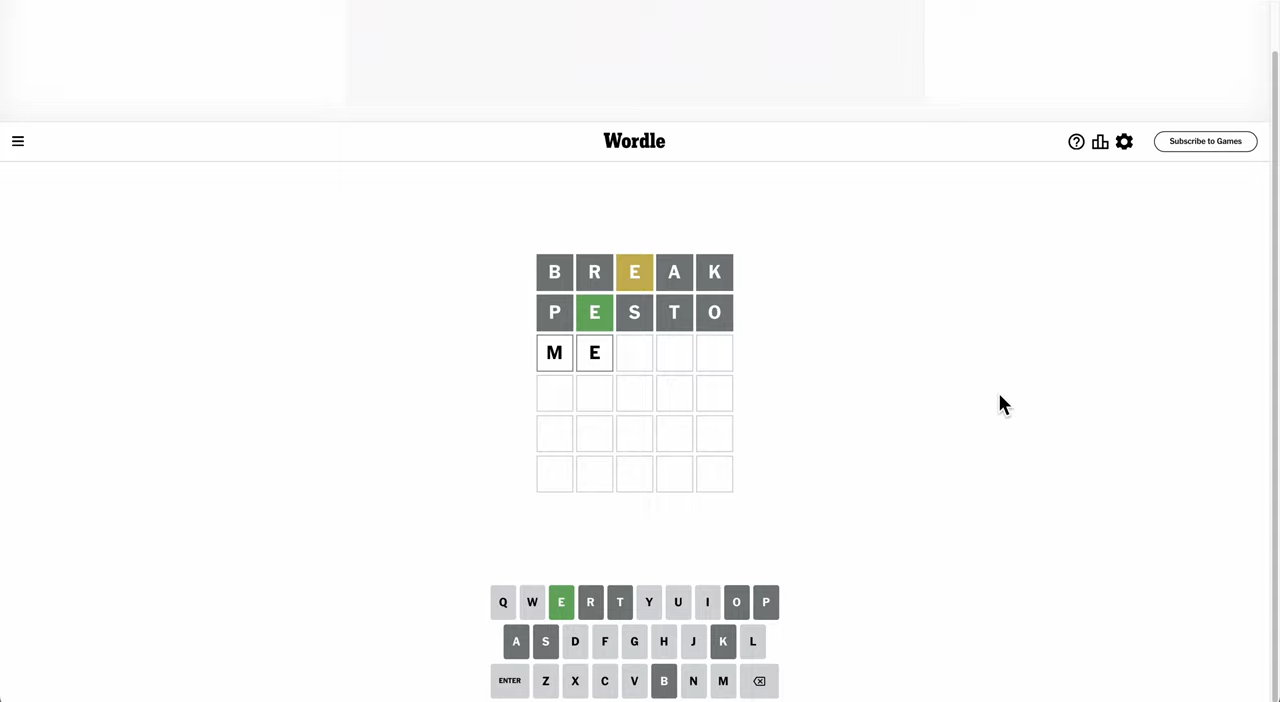 Wordle
Subscribe to Games
B R E A K
P E S T O
M E
Q W E R T Y U I O P
A S D F G H J K L
ENTER Z X C V B N M